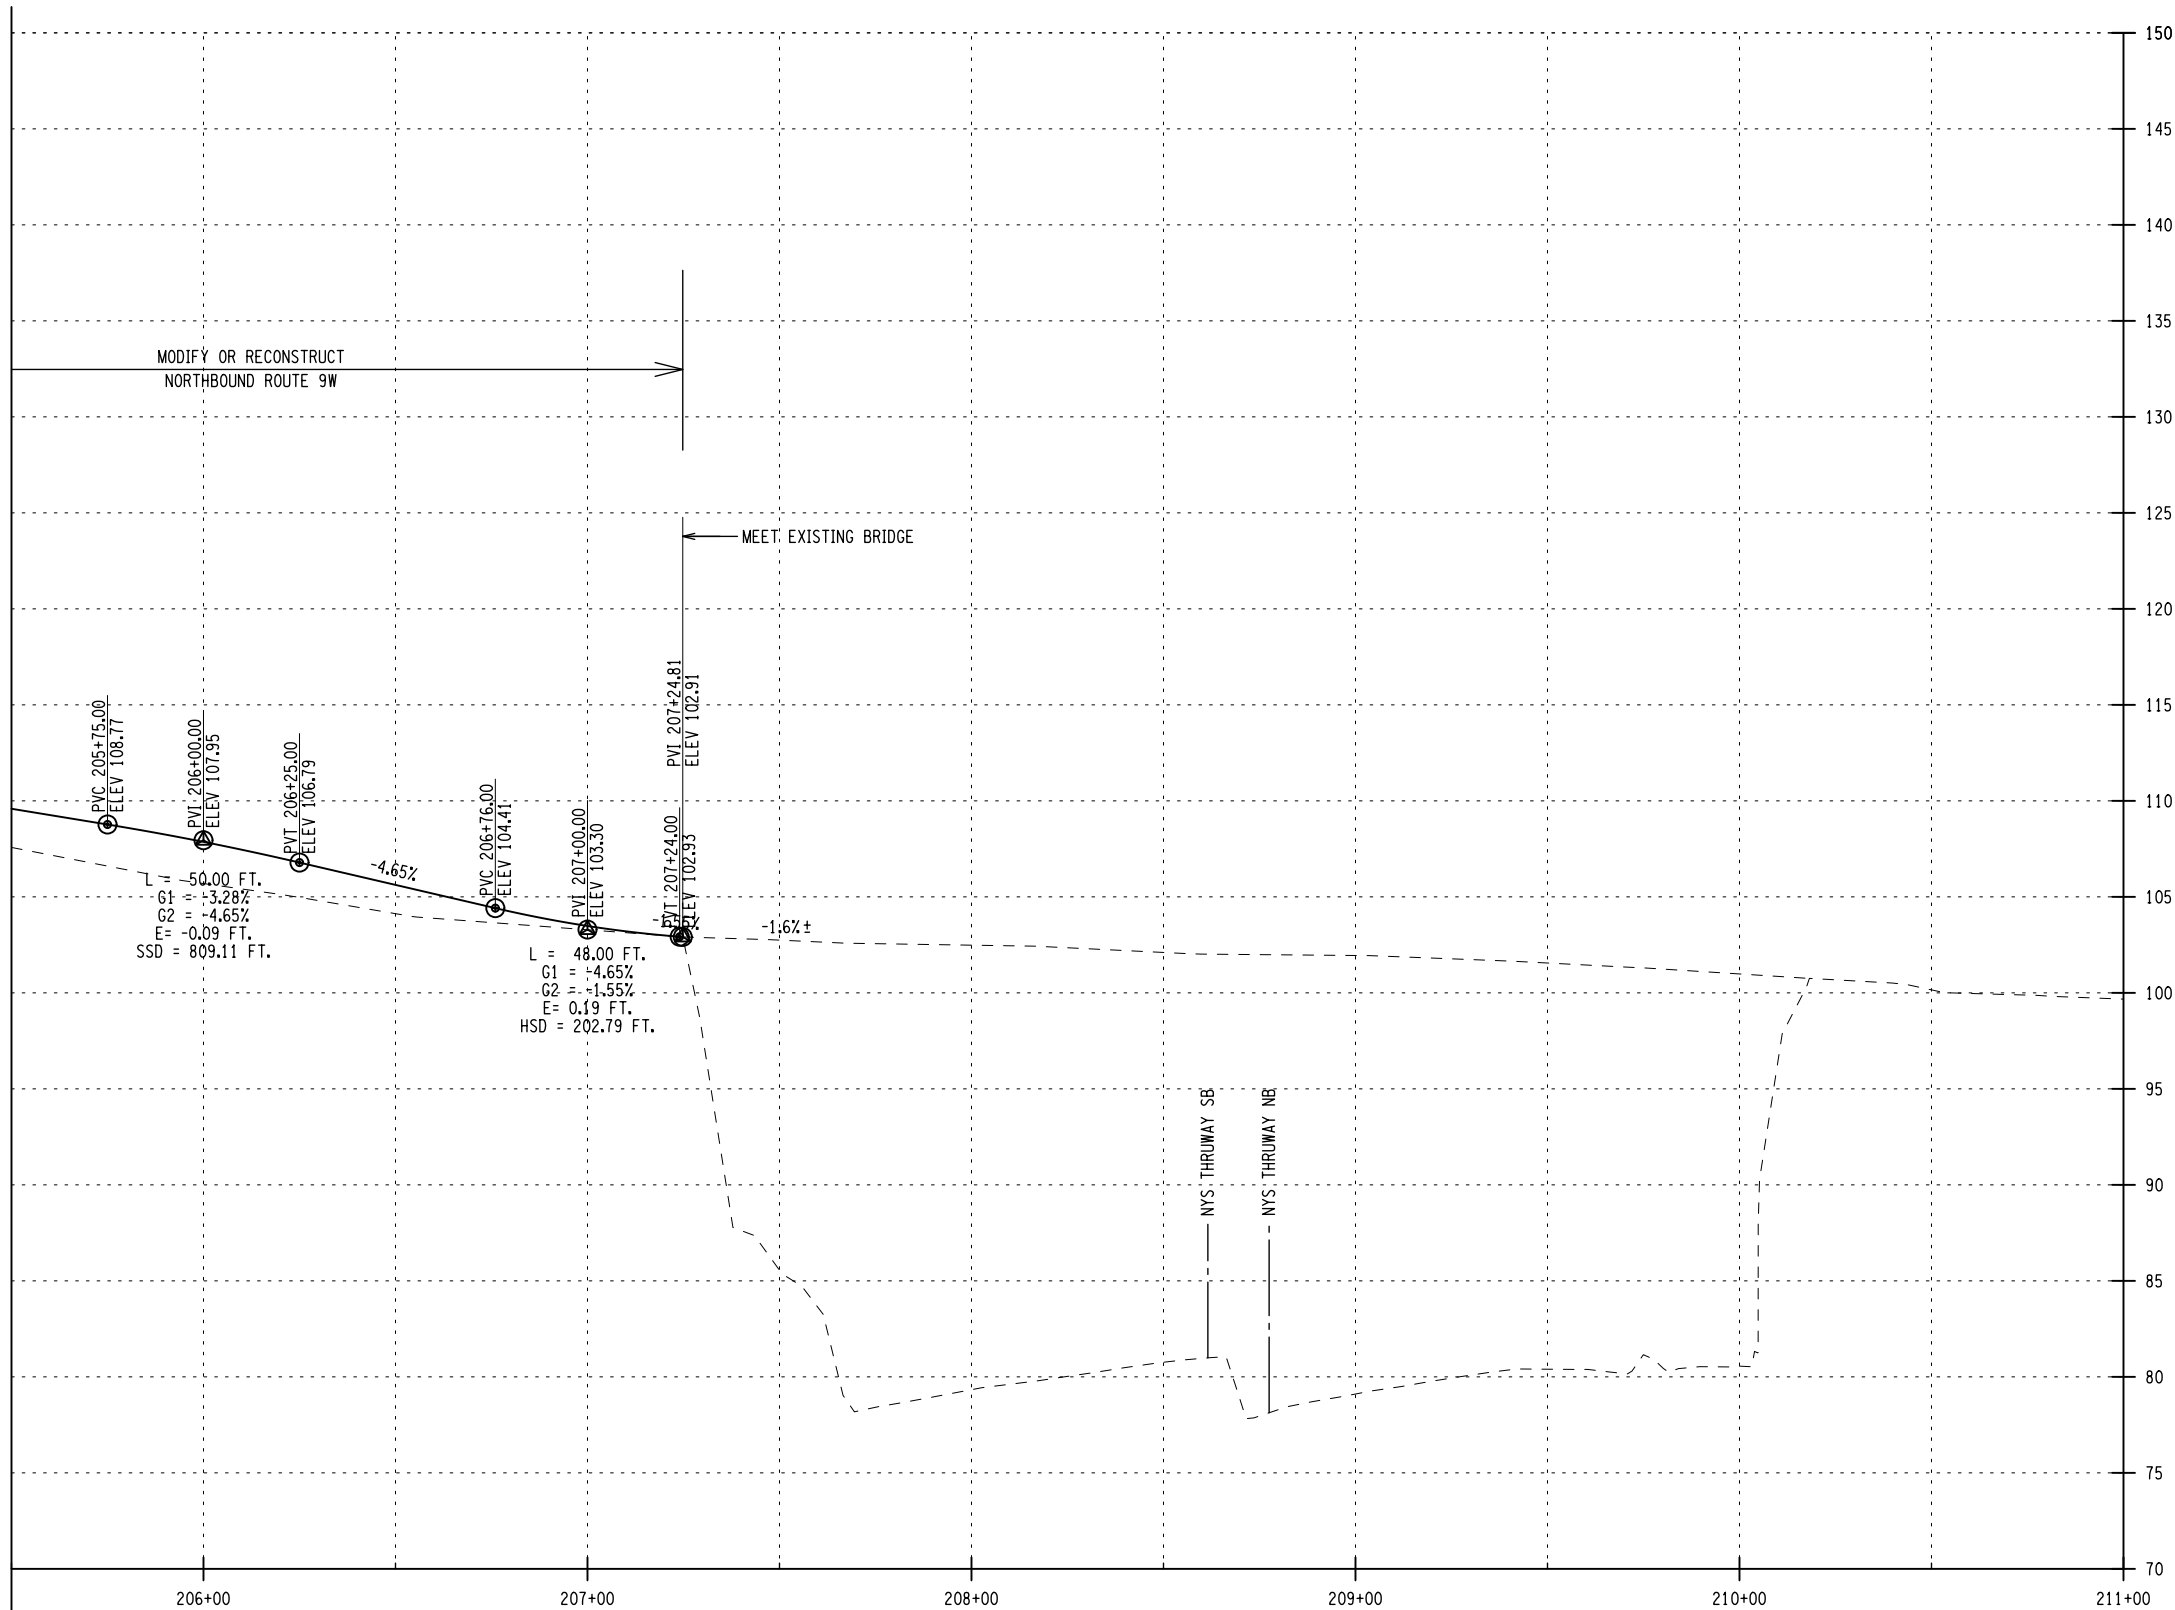 150
145
140
135
130
125
120
115
110
105
100
95
90
85
80
75
70
MODIFY OR RECONSTRUCT
NORTHBOUND ROUTE 9W
MEET EXISTING BRIDGE
PVC 205+75.00
ELEV 108.77
PVI 206+00.00
ELEV 107.95
PVT 206+25.00
ELEV 106.79
PVC 206+76.00
ELEV 104.41
PVI 207+00.00
ELEV 103.30
PVT 207+24.00
ELEV 102.93
PVI 207+24.81
ELEV 102.91
-4.65%
-1.55%
-1.6%±
L = 50.00 FT.
G1 = -3.28%
G2 = -4.65%
E= -0.09 FT.
SSD = 809.11 FT.
L = 48.00 FT.
G1 = -4.65%
G2 = -1.55%
E= 0.19 FT.
HSD = 202.79 FT.
NYS THRUWAY SB
NYS THRUWAY NB
206+00
207+00
208+00
209+00
210+00
211+00